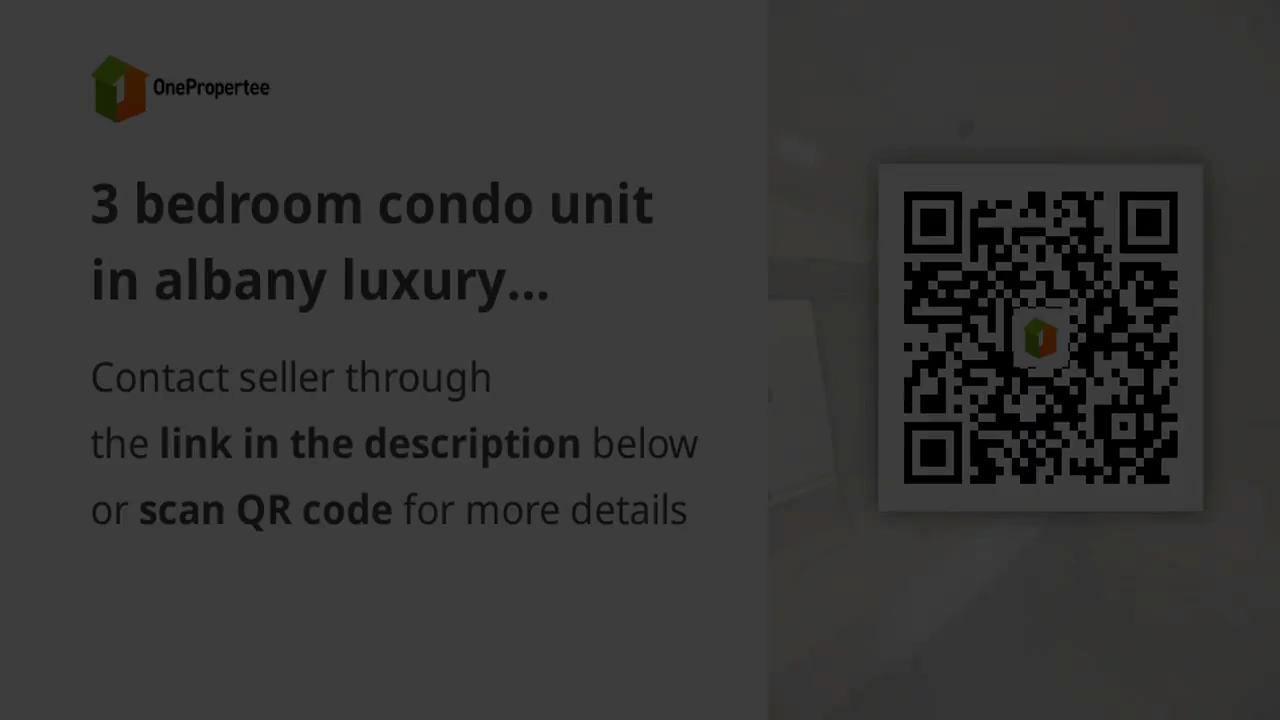 OnePropertee
3 bedroom condo unit
in albany luxury...
Contact seller through
the link in the description below
or scan QR code for more details